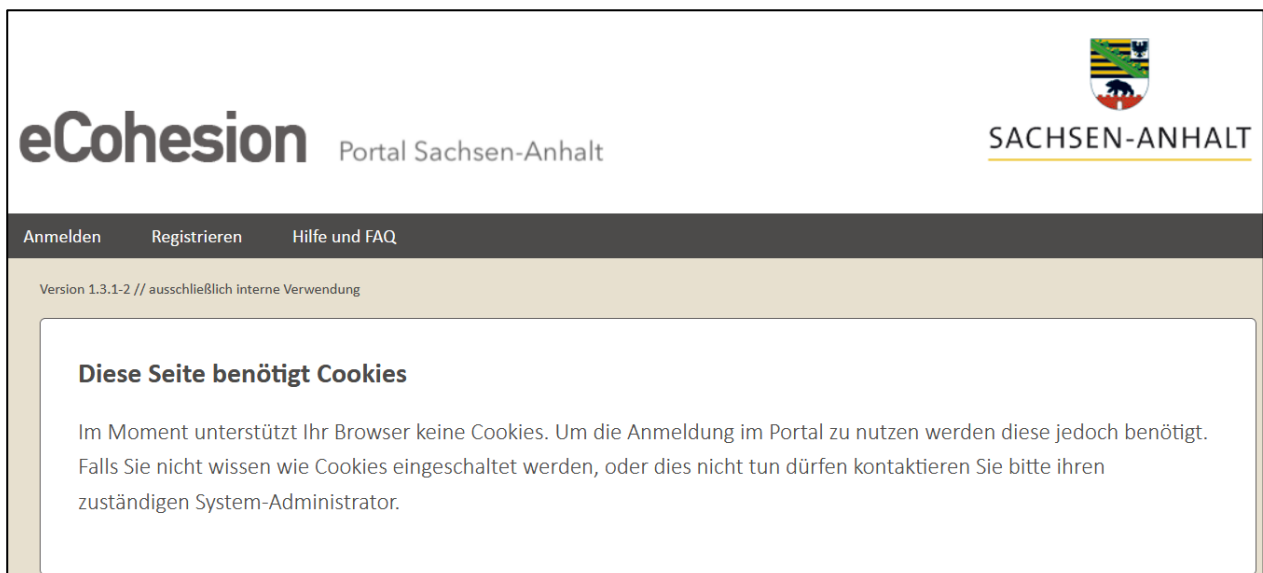 eCohesion Portal Sachsen-Anhalt
SACHSEN-ANHALT
Anmelden Registrieren Hilfe und FAQ
Version 1.3.1-2 // ausschließlich interne Verwendung
Diese Seite benötigt Cookies
Im Moment unterstützt Ihr Browser keine Cookies. Um die Anmeldung im Portal zu nutzen werden diese jedoch benötigt.
Falls Sie nicht wissen wie Cookies eingeschaltet werden, oder dies nicht tun dürfen kontaktieren Sie bitte ihren
zuständigen System-Administrator.